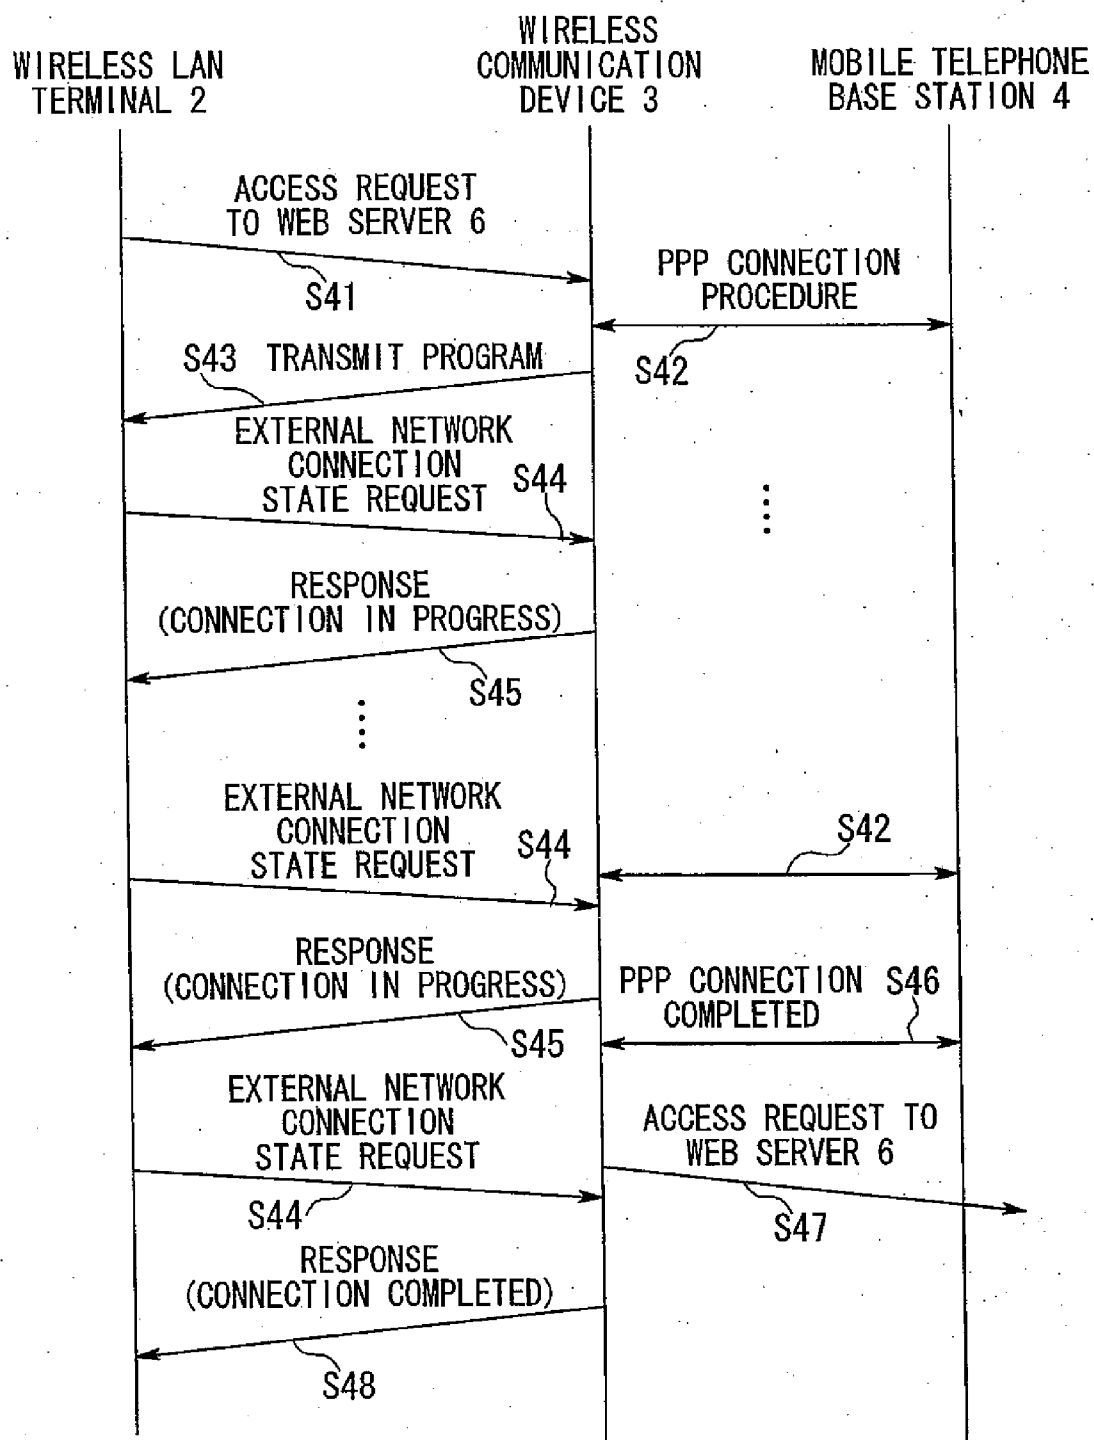 WIRELESS LAN
TERMINAL 2
WIRELESS
COMMUNICATION
DEVICE 3
MOBILE TELEPHONE
BASE STATION 4
ACCESS REQUEST
TO WEB SERVER 6
S41
PPP CONNECTION
PROCEDURE
S42
S43 TRANSMIT PROGRAM
EXTERNAL NETWORK
CONNECTION
STATE REQUEST
S44
RESPONSE
(CONNECTION IN PROGRESS)
S45
EXTERNAL NETWORK
CONNECTION
STATE REQUEST
S44
S42
RESPONSE
(CONNECTION IN PROGRESS)
S45
PPP CONNECTION
COMPLETED
S46
EXTERNAL NETWORK
CONNECTION
STATE REQUEST
S44
ACCESS REQUEST TO
WEB SERVER 6
S47
RESPONSE
(CONNECTION COMPLETED)
S48